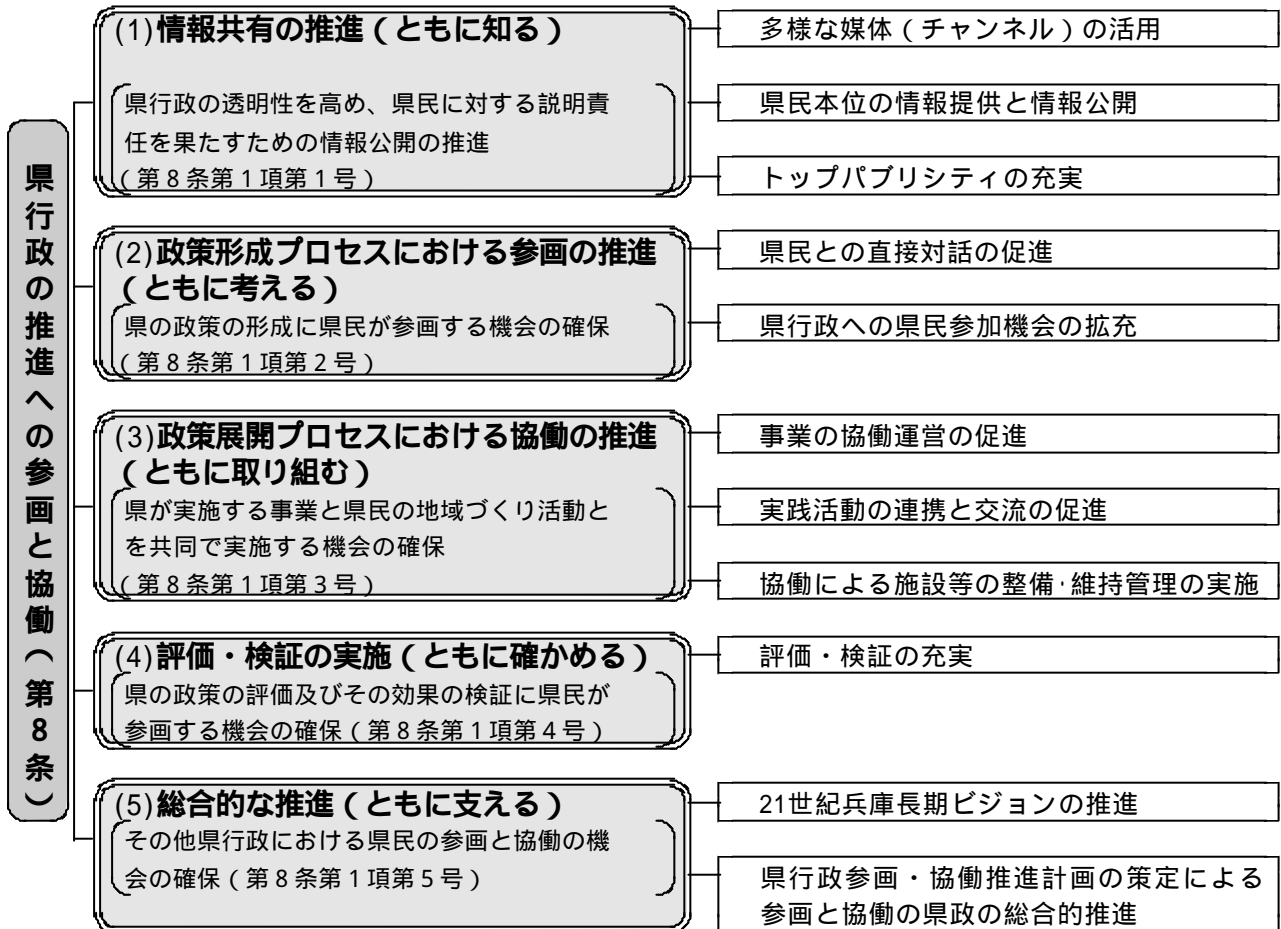 県行政の推進への参画と協働(第8条)
(1)情報共有の推進(ともに知る)
県行政の透明性を高め、県民に対する説明責
任を果たすための情報公開の推進
(第8条第1項第1号)
多様な媒体(チャンネル)の活用
県民本位の情報提供と情報公開
トップパブリシティの充実
(2)政策形成プロセスにおける参画の推進
(ともに考える)
県の政策の形成に県民が参画する機会の確保
(第8条第1項第2号)
県民との直接対話の促進
県行政への県民参加機会の拡充
(3)政策展開プロセスにおける協働の推進
(ともに取り組む)
県が実施する事業と県民の地域づくり活動と
を共同で実施する機会の確保
(第8条第1項第3号)
事業の協働運営の促進
実践活動の連携と交流の促進
協働による施設等の整備・維持管理の実施
(4)評価・検証の実施(ともに確かめる)
県の政策の評価及びその効果の検証に県民が
参画する機会の確保(第8条第1項第4号)
評価・検証の充実
(5)総合的な推進(ともに支える)
その他県行政における県民の参画と協働の機
会の確保(第8条第1項第5号)
21世紀兵庫長期ビジョンの推進
県行政参画・協働推進計画の策定による
参画と協働の県政の総合的推進